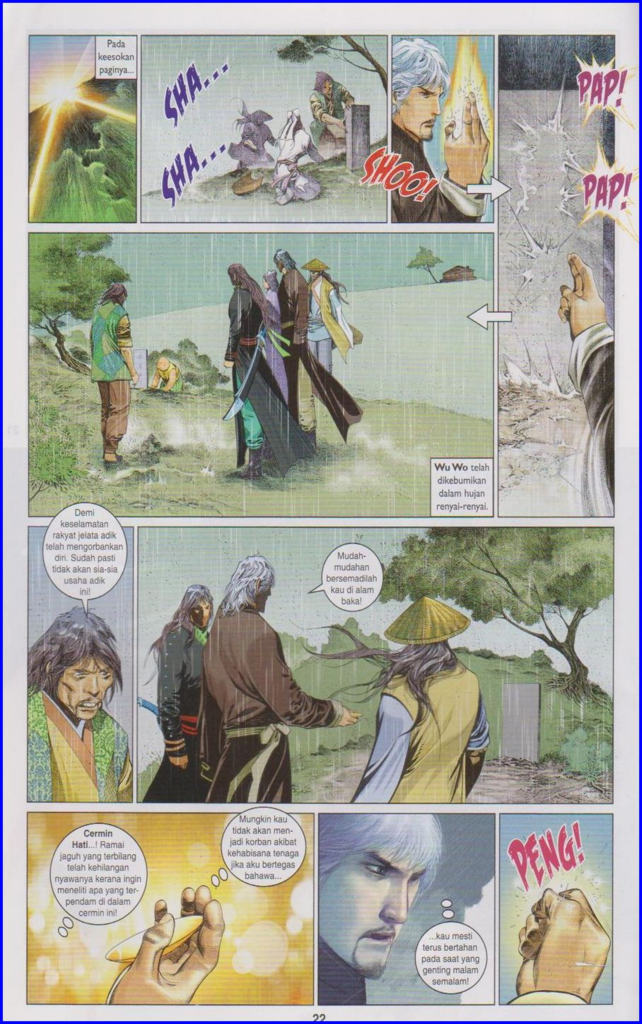 Pada
keesokan
paginya...
SHA...
SHA...
SHOO!
PAP!
PAP!
Wu Wo telah
dikebumikan
dalam hujan
renyai-renyai.
Demi
keselamatan
rakyat jelata adik
telah mengorbankan
diri. Sudah pasti
tidak akan sia-sia
usaha adik
ini!
Mudah-
mudahan
bersemadilah
kau di alam
baka!
Cermin
Hati...! Ramai
jaguh yang terbilang
telah kehilangan
nyawanya kerana ingin
meneliti apa yang ter-
pendam di dalam
cermin ini!
Mungkin kau
tidak akan men-
jadi korban akibat
kehabisana tenaga
jika aku bertegas
bahawa...
...kau mesti
terus bertahan
pada saat yang
genting malam
semalam!
PENG!
22